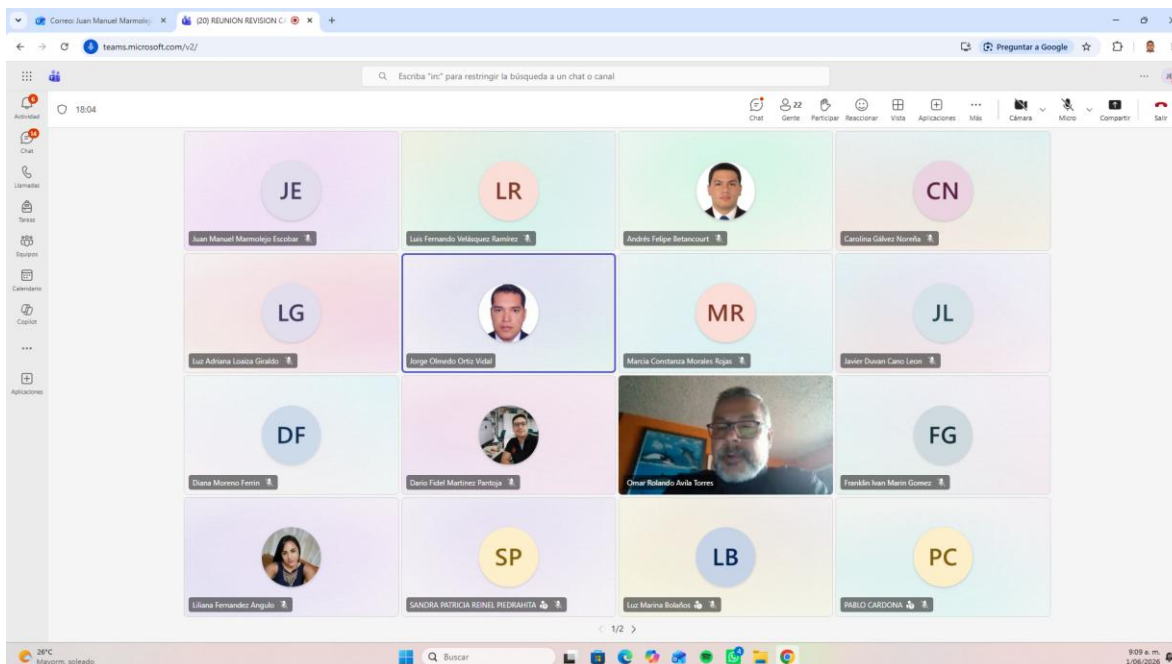 Correo: Juan Manuel Marmolej
(20) REUNION REVISION C
teams.microsoft.com/v2/
Preguntar a Google
Escriba "in:" para restringir la búsqueda a un chat o canal
18:04
Chat
22
Gente
Participar
Reaccionar
Vista
Aplicaciones
Más
Cámara
Micro
Compartir
Salir
6
Actividad
14
Chat
Llamadas
Tareas
Equipos
Calendario
Copilot
Aplicaciones
JE
Juan Manuel Marmolejo Escobar
LR
Luis Fernando Velásquez Ramírez
Andrés Felipe Betancourt
CN
Carolina Gálvez Noreña
LG
Luz Adriana Loaiza Giraldo
Jorge Olmedo Ortiz Vidal
MR
Marcia Constanza Morales Rojas
JL
Javier Duvan Cano Leon
DF
Diana Moreno Ferrin
Dario Fidel Martinez Pantoja
Omar Rolando Avila Torres
FG
Franklin Ivan Marin Gomez
Liliana Fernandez Angulo
SP
SANDRA PATRICIA REINEL PIEDRAHITA
LB
Luz Marina Bolaños
PC
PABLO CARDONA
1/2
26°C
Mayorm. soleado
Buscar
9:09 a. m.
1/06/2026